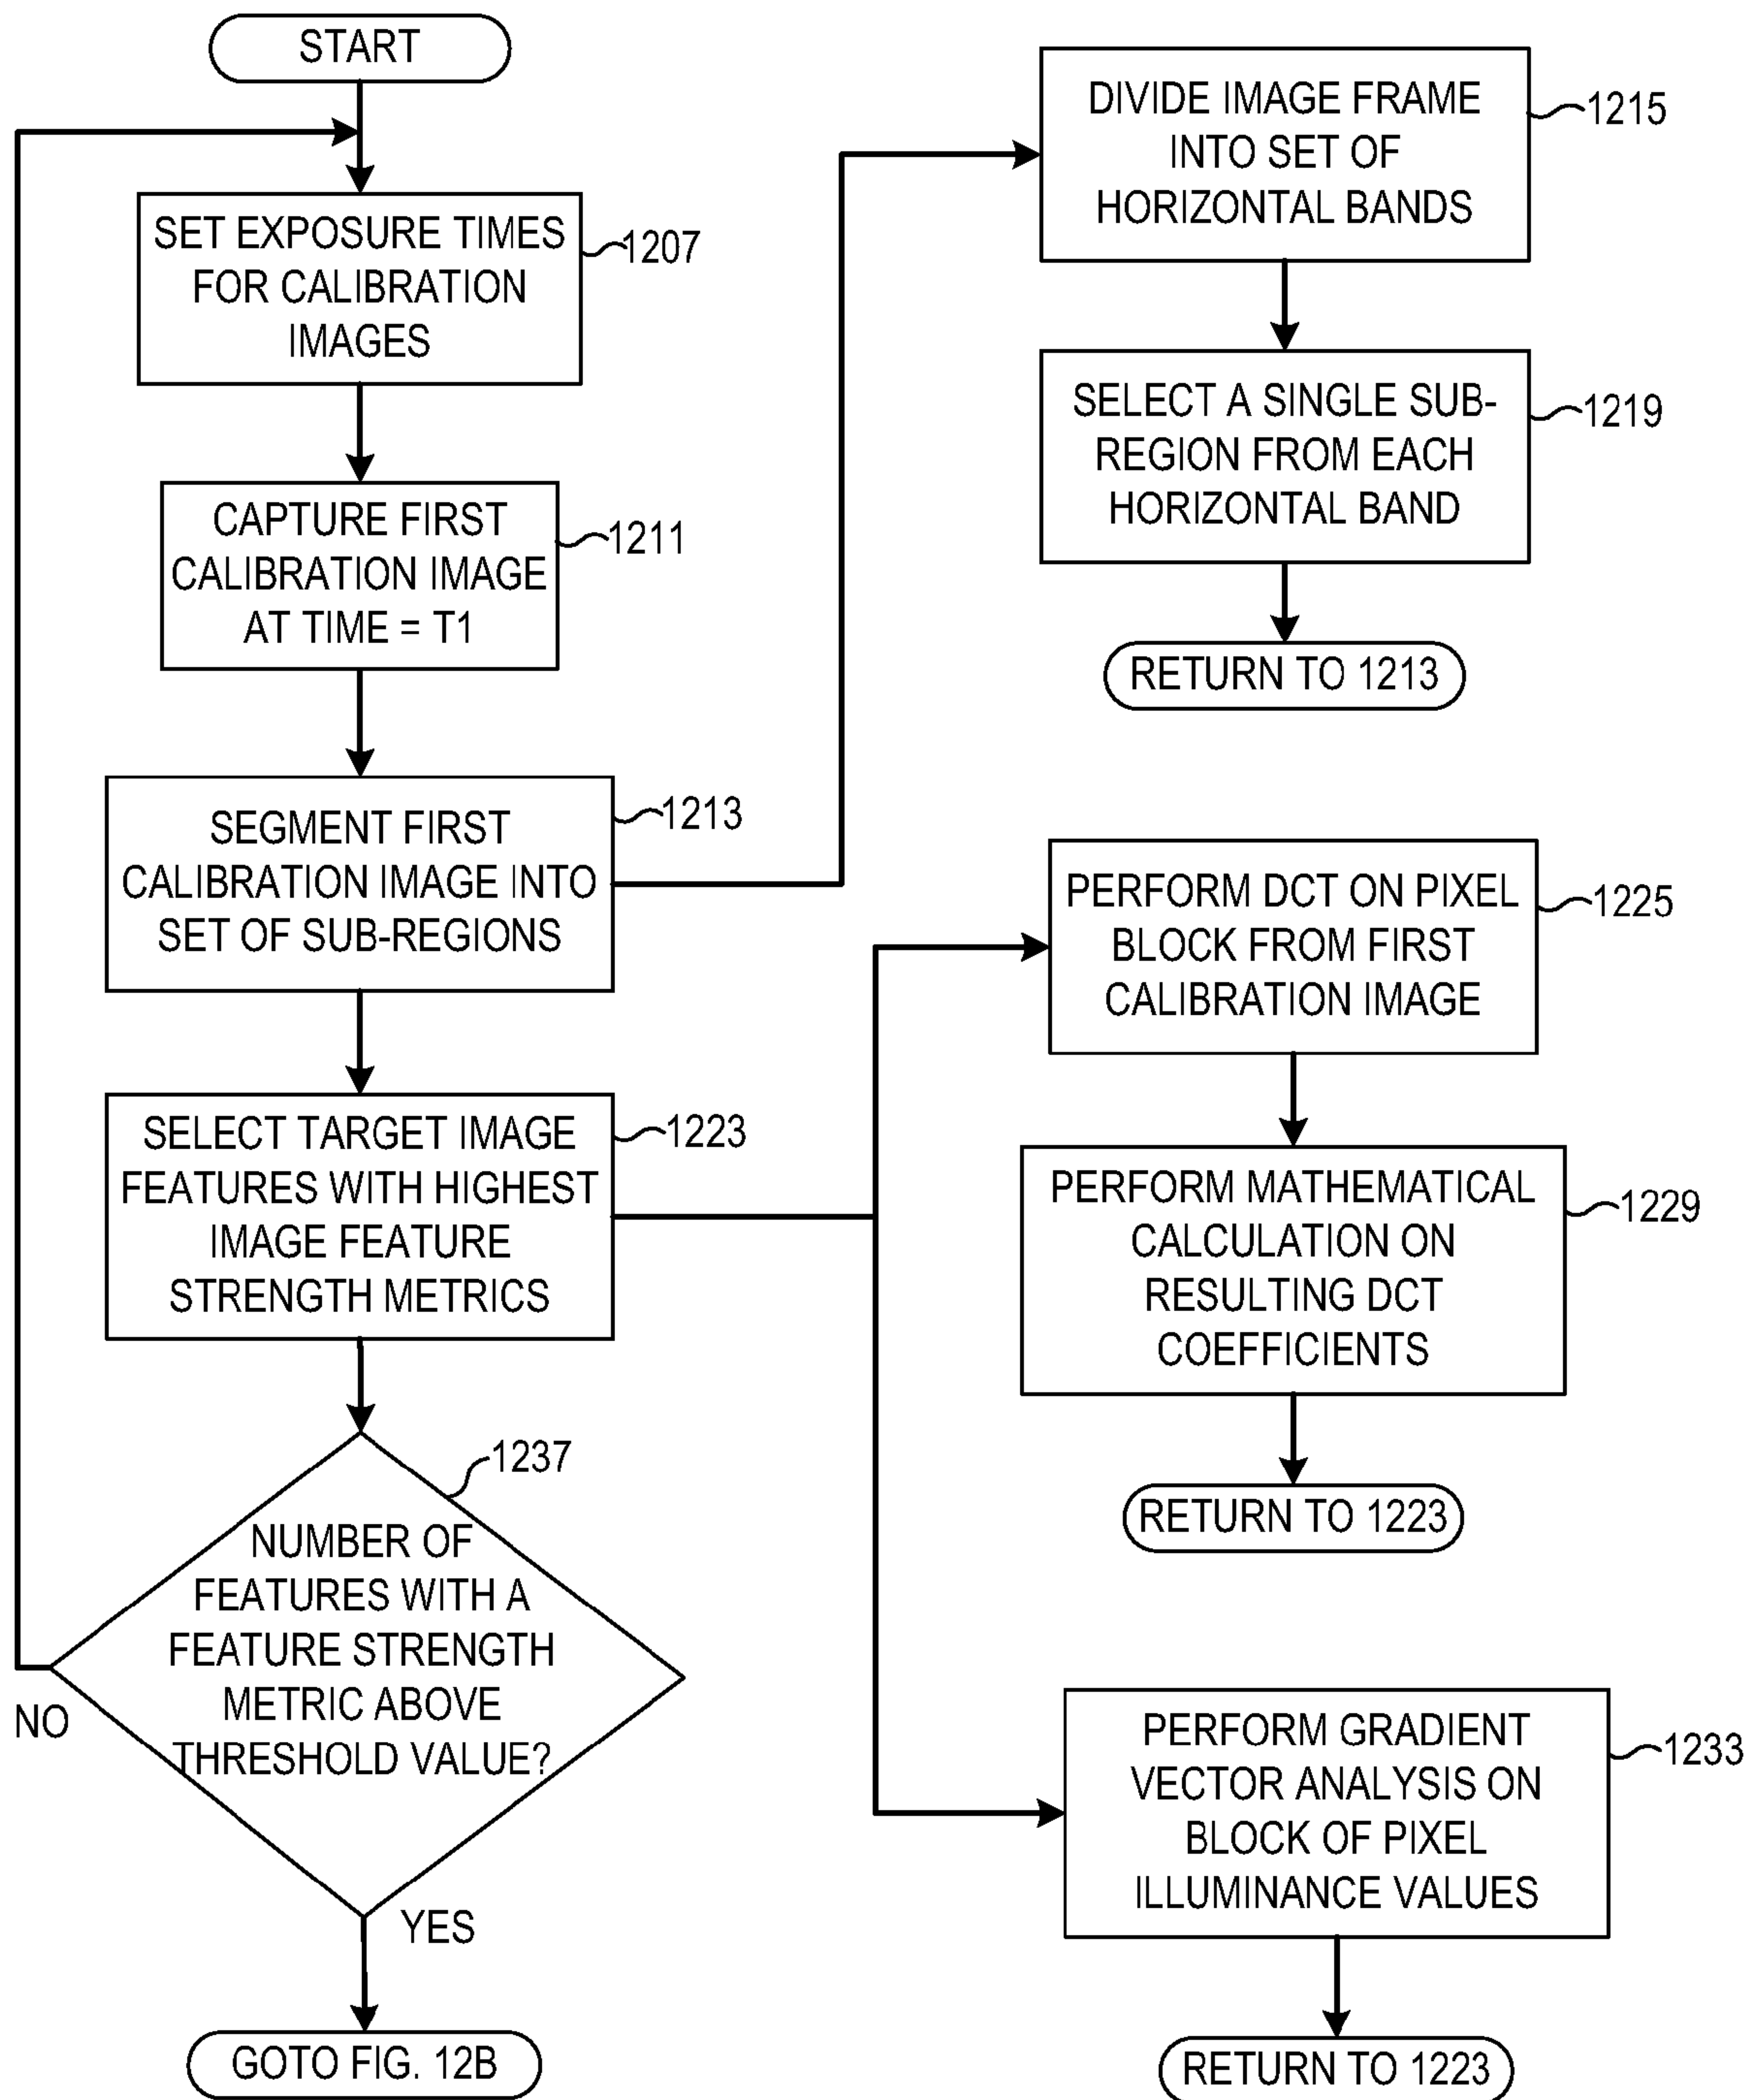 START
SET EXPOSURE TIMES
FOR CALIBRATION
IMAGES
1207
CAPTURE FIRST
CALIBRATION IMAGE
AT TIME = T1
1211
SEGMENT FIRST
CALIBRATION IMAGE INTO
SET OF SUB-REGIONS
1213
SELECT TARGET IMAGE
FEATURES WITH HIGHEST
IMAGE FEATURE
STRENGTH METRICS
1223
1237
NUMBER OF
FEATURES WITH A
FEATURE STRENGTH
METRIC ABOVE
THRESHOLD VALUE?
NO
YES
GOTO FIG. 12B
DIVIDE IMAGE FRAME
INTO SET OF
HORIZONTAL BANDS
1215
SELECT A SINGLE SUB-
REGION FROM EACH
HORIZONTAL BAND
1219
RETURN TO 1213
PERFORM DCT ON PIXEL
BLOCK FROM FIRST
CALIBRATION IMAGE
1225
PERFORM MATHEMATICAL
CALCULATION ON
RESULTING DCT
COEFFICIENTS
1229
RETURN TO 1223
PERFORM GRADIENT
VECTOR ANALYSIS ON
BLOCK OF PIXEL
ILLUMINANCE VALUES
1233
RETURN TO 1223